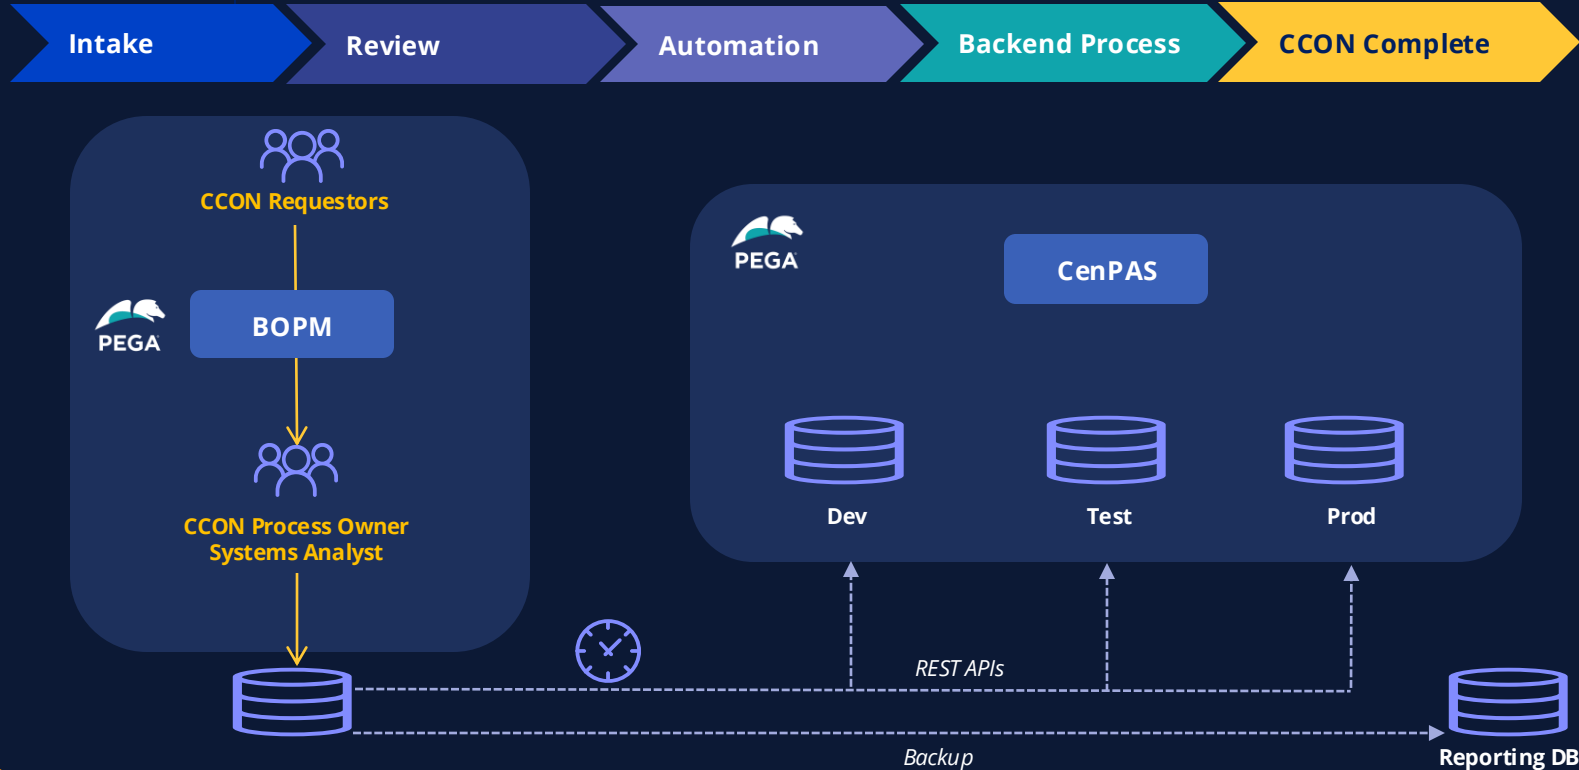 Intake
Review
Automation
Backend Process
CCON Complete
CCON Requestors
PEGA
BOPM
CCON Process Owner
Systems Analyst
PEGA
CenPAS
Dev
Test
Prod
REST APIs
Backup
Reporting DB